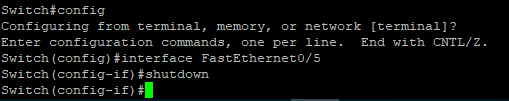 Switch#config
Configuring from terminal, memory, or network [terminal]?
Enter configuration commands, one per line.  End with CNTL/Z.
Switch(config)#interface FastEthernet0/5
Switch(config-if)#shutdown
Switch(config-if)#